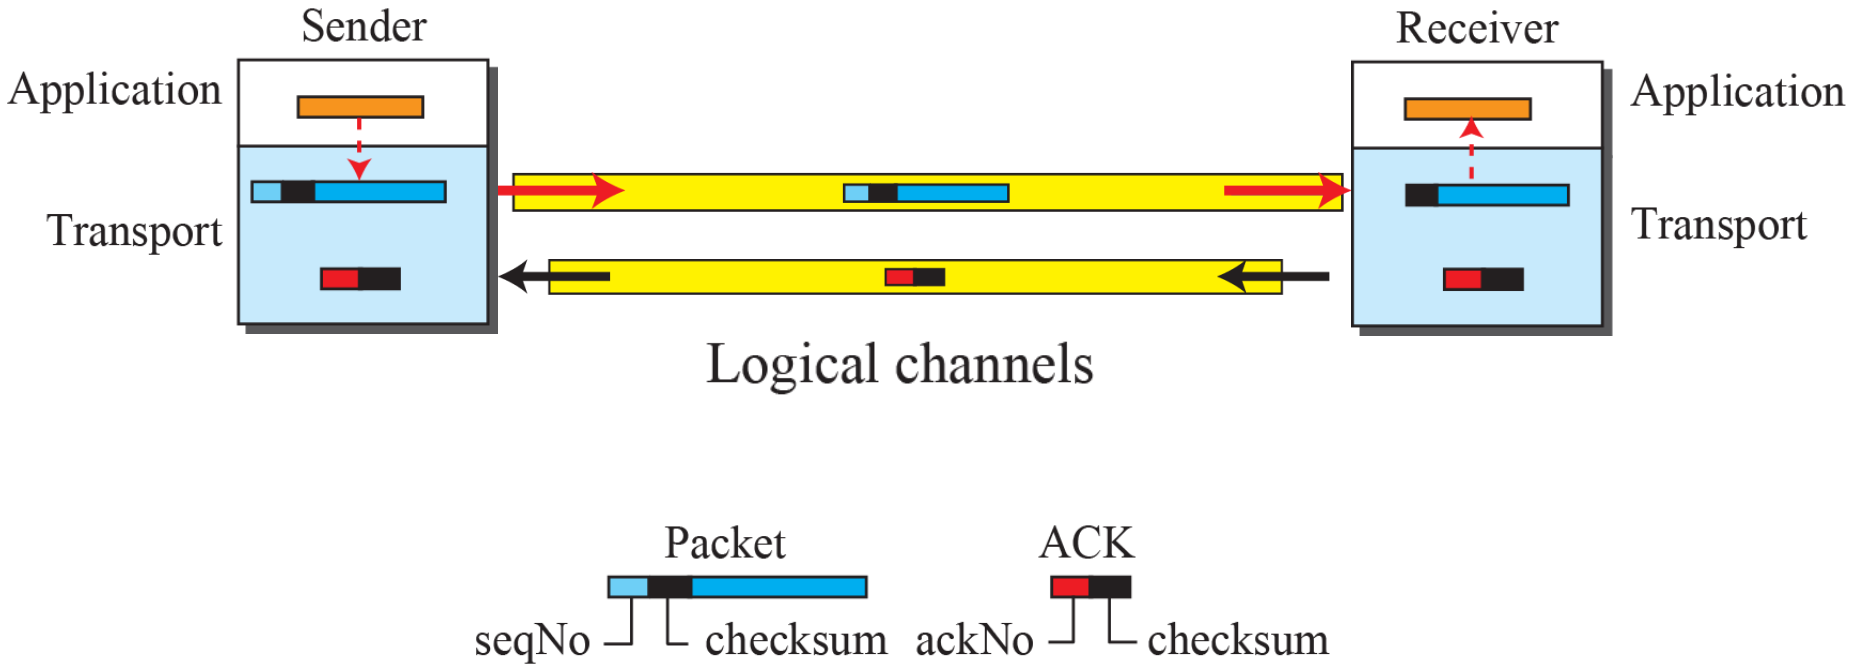 Sender
Receiver
Application
Application
Transport
Transport
Logical channels
Packet
ACK
seqNo
checksum
ackNo
checksum